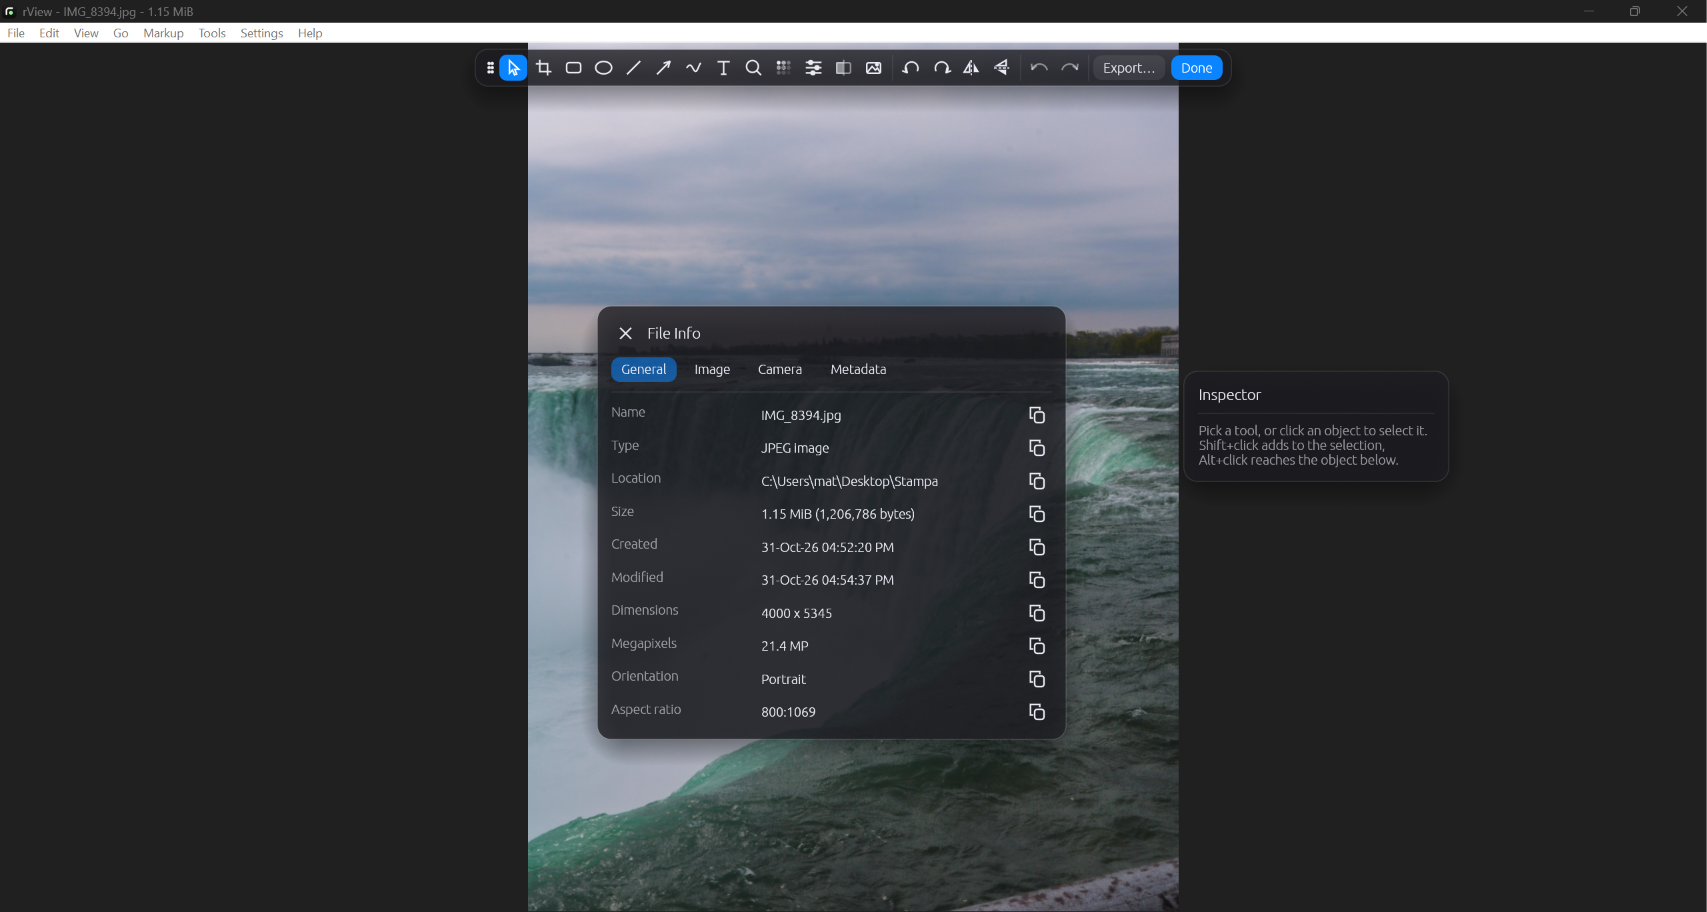 rView - IMG_8394.jpg - 1.15 MiB
File Edit View Go Markup Tools Settings Help
Export... Done
File Info
General Image Camera Metadata
Name IMG_8394.jpg
Type JPEG image
Location C:\Users\mat\Desktop\Stampa
Size 1.15 MiB (1,206,786 bytes)
Created 31-Oct-26 04:52:20 PM
Modified 31-Oct-26 04:54:37 PM
Dimensions 4000 x 5345
Megapixels 21.4 MP
Orientation Portrait
Aspect ratio 800:1069
Inspector
Pick a tool, or click an object to select it.
Shift+click adds to the selection,
Alt+click reaches the object below.